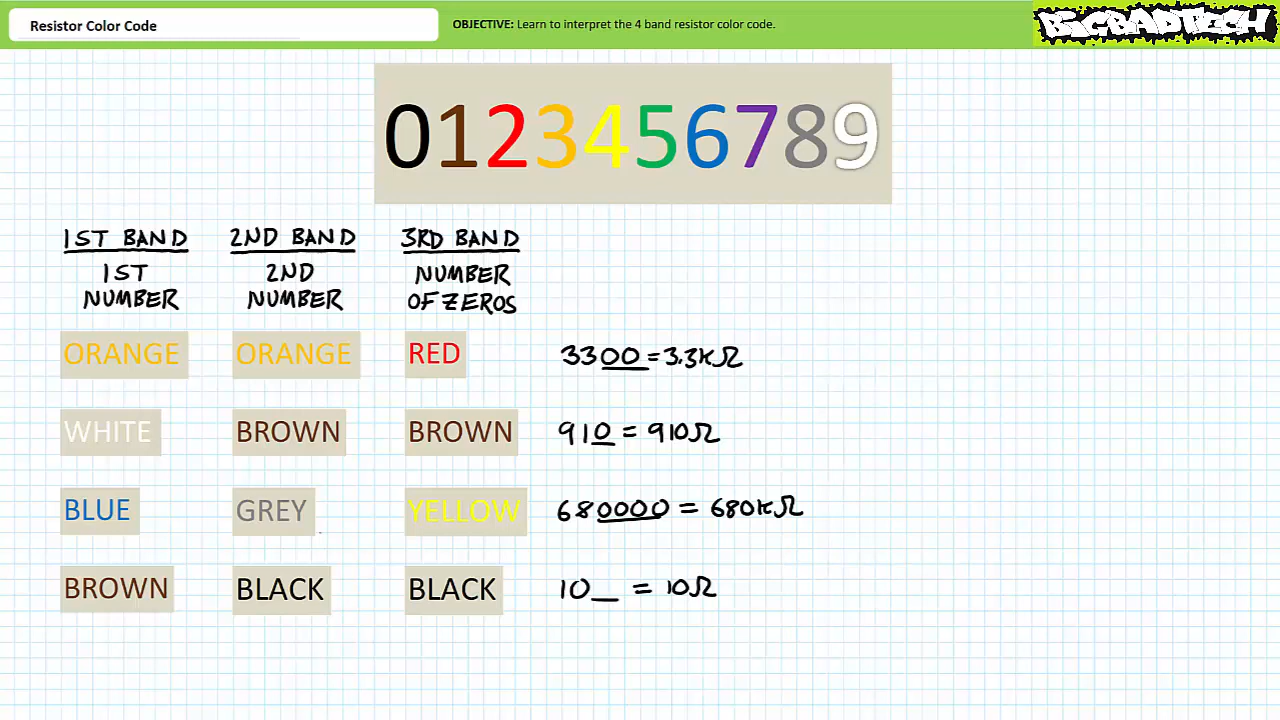 Resistor Color Code
OBJECTIVE: Learn to interpret the 4 band resistor color code.
BIGBADTECH
0123456789
1ST BAND 2ND BAND 3RD BAND
1ST 2ND NUMBER
NUMBER NUMBER OF ZEROS
ORANGE ORANGE RED 3300 = 3.3kΩ
WHITE BROWN BROWN 910 = 910Ω
BLUE GREY YELLOW 680000 = 680kΩ
BROWN BLACK BLACK 10_ = 10Ω